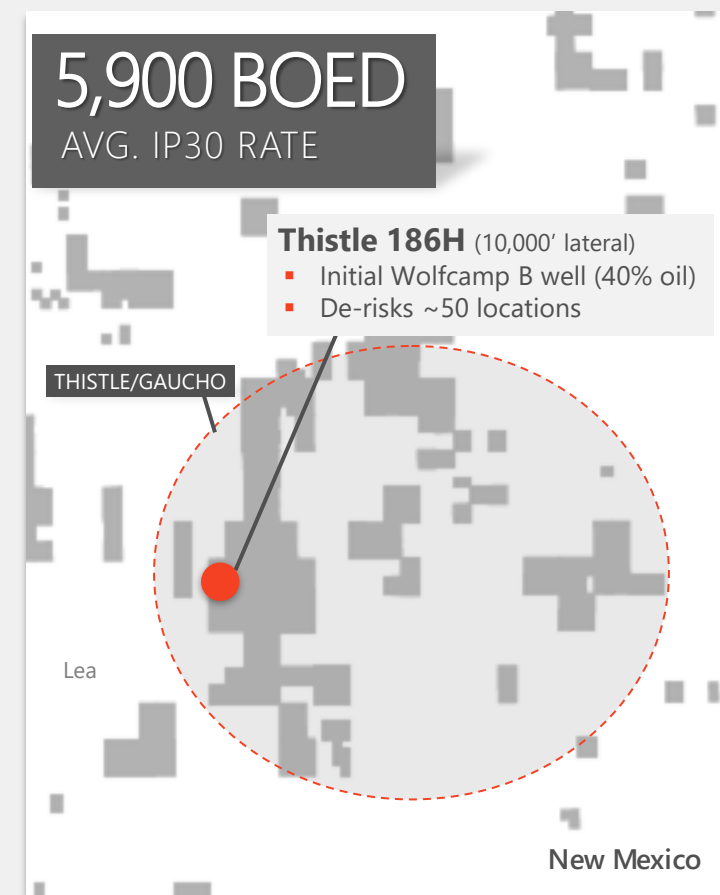 5,900 BOED
AVG. IP30 RATE
Thistle 186H (10,000‘ lateral)
Initial Wolfcamp B well (40% oil)
De-risks ~50 locations
THISTLE/GAUCHO
Lea
New Mexico